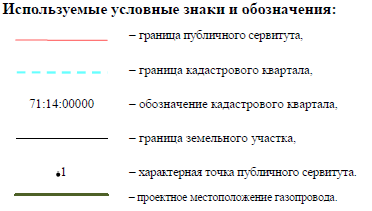 Используемые условные знаки и обозначения:
– граница публичного сервитута,
– граница кадастрового квартала,
71:14:00000 – обозначение кадастрового квартала,
– граница земельного участка,
1 – характерная точка публичного сервитута.
– проектное местоположение газопровода.